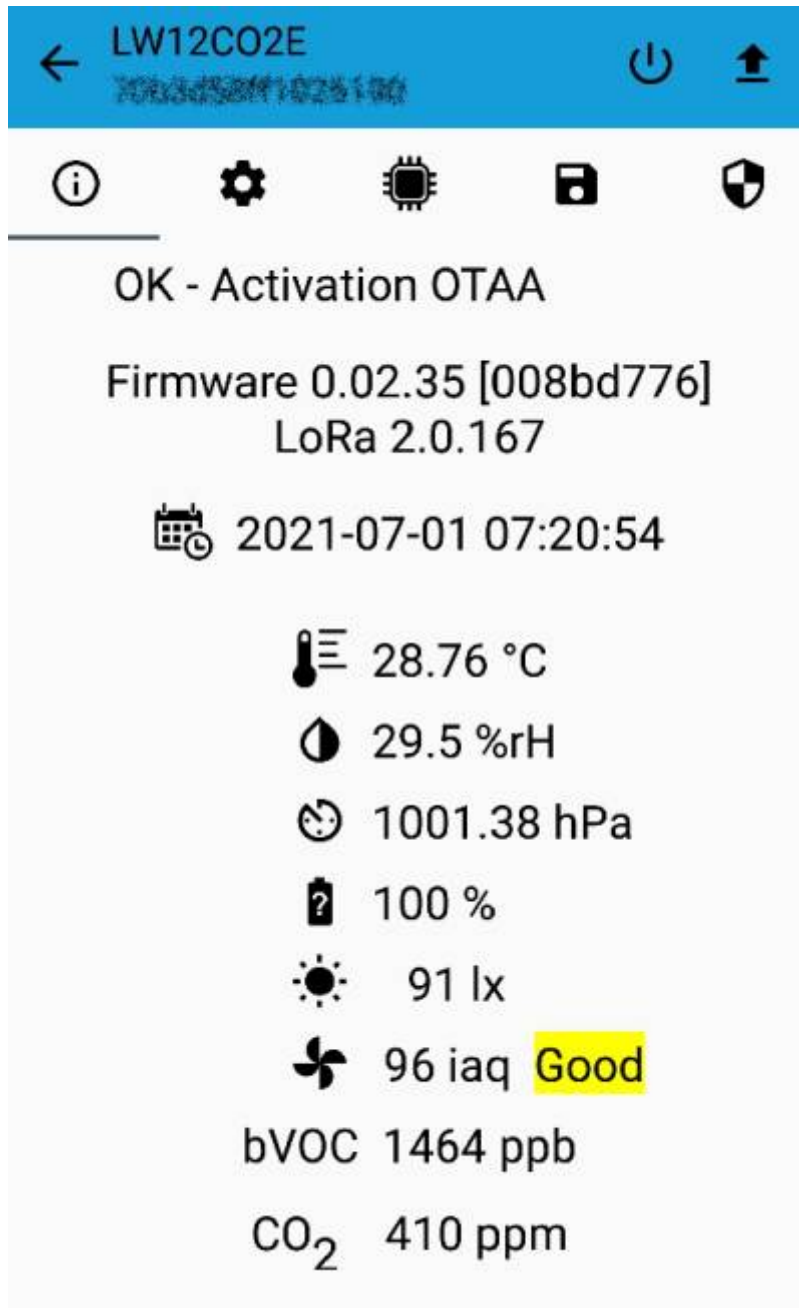 LW12CO2E
OK - Activation OTAA
Firmware 0.02.35 [008bd776]
LoRa 2.0.167
2021-07-01 07:20:54
28.76 °C
29.5 %rH
1001.38 hPa
100 %
91 lx
96 iaq Good
bVOC 1464 ppb
CO₂ 410 ppm